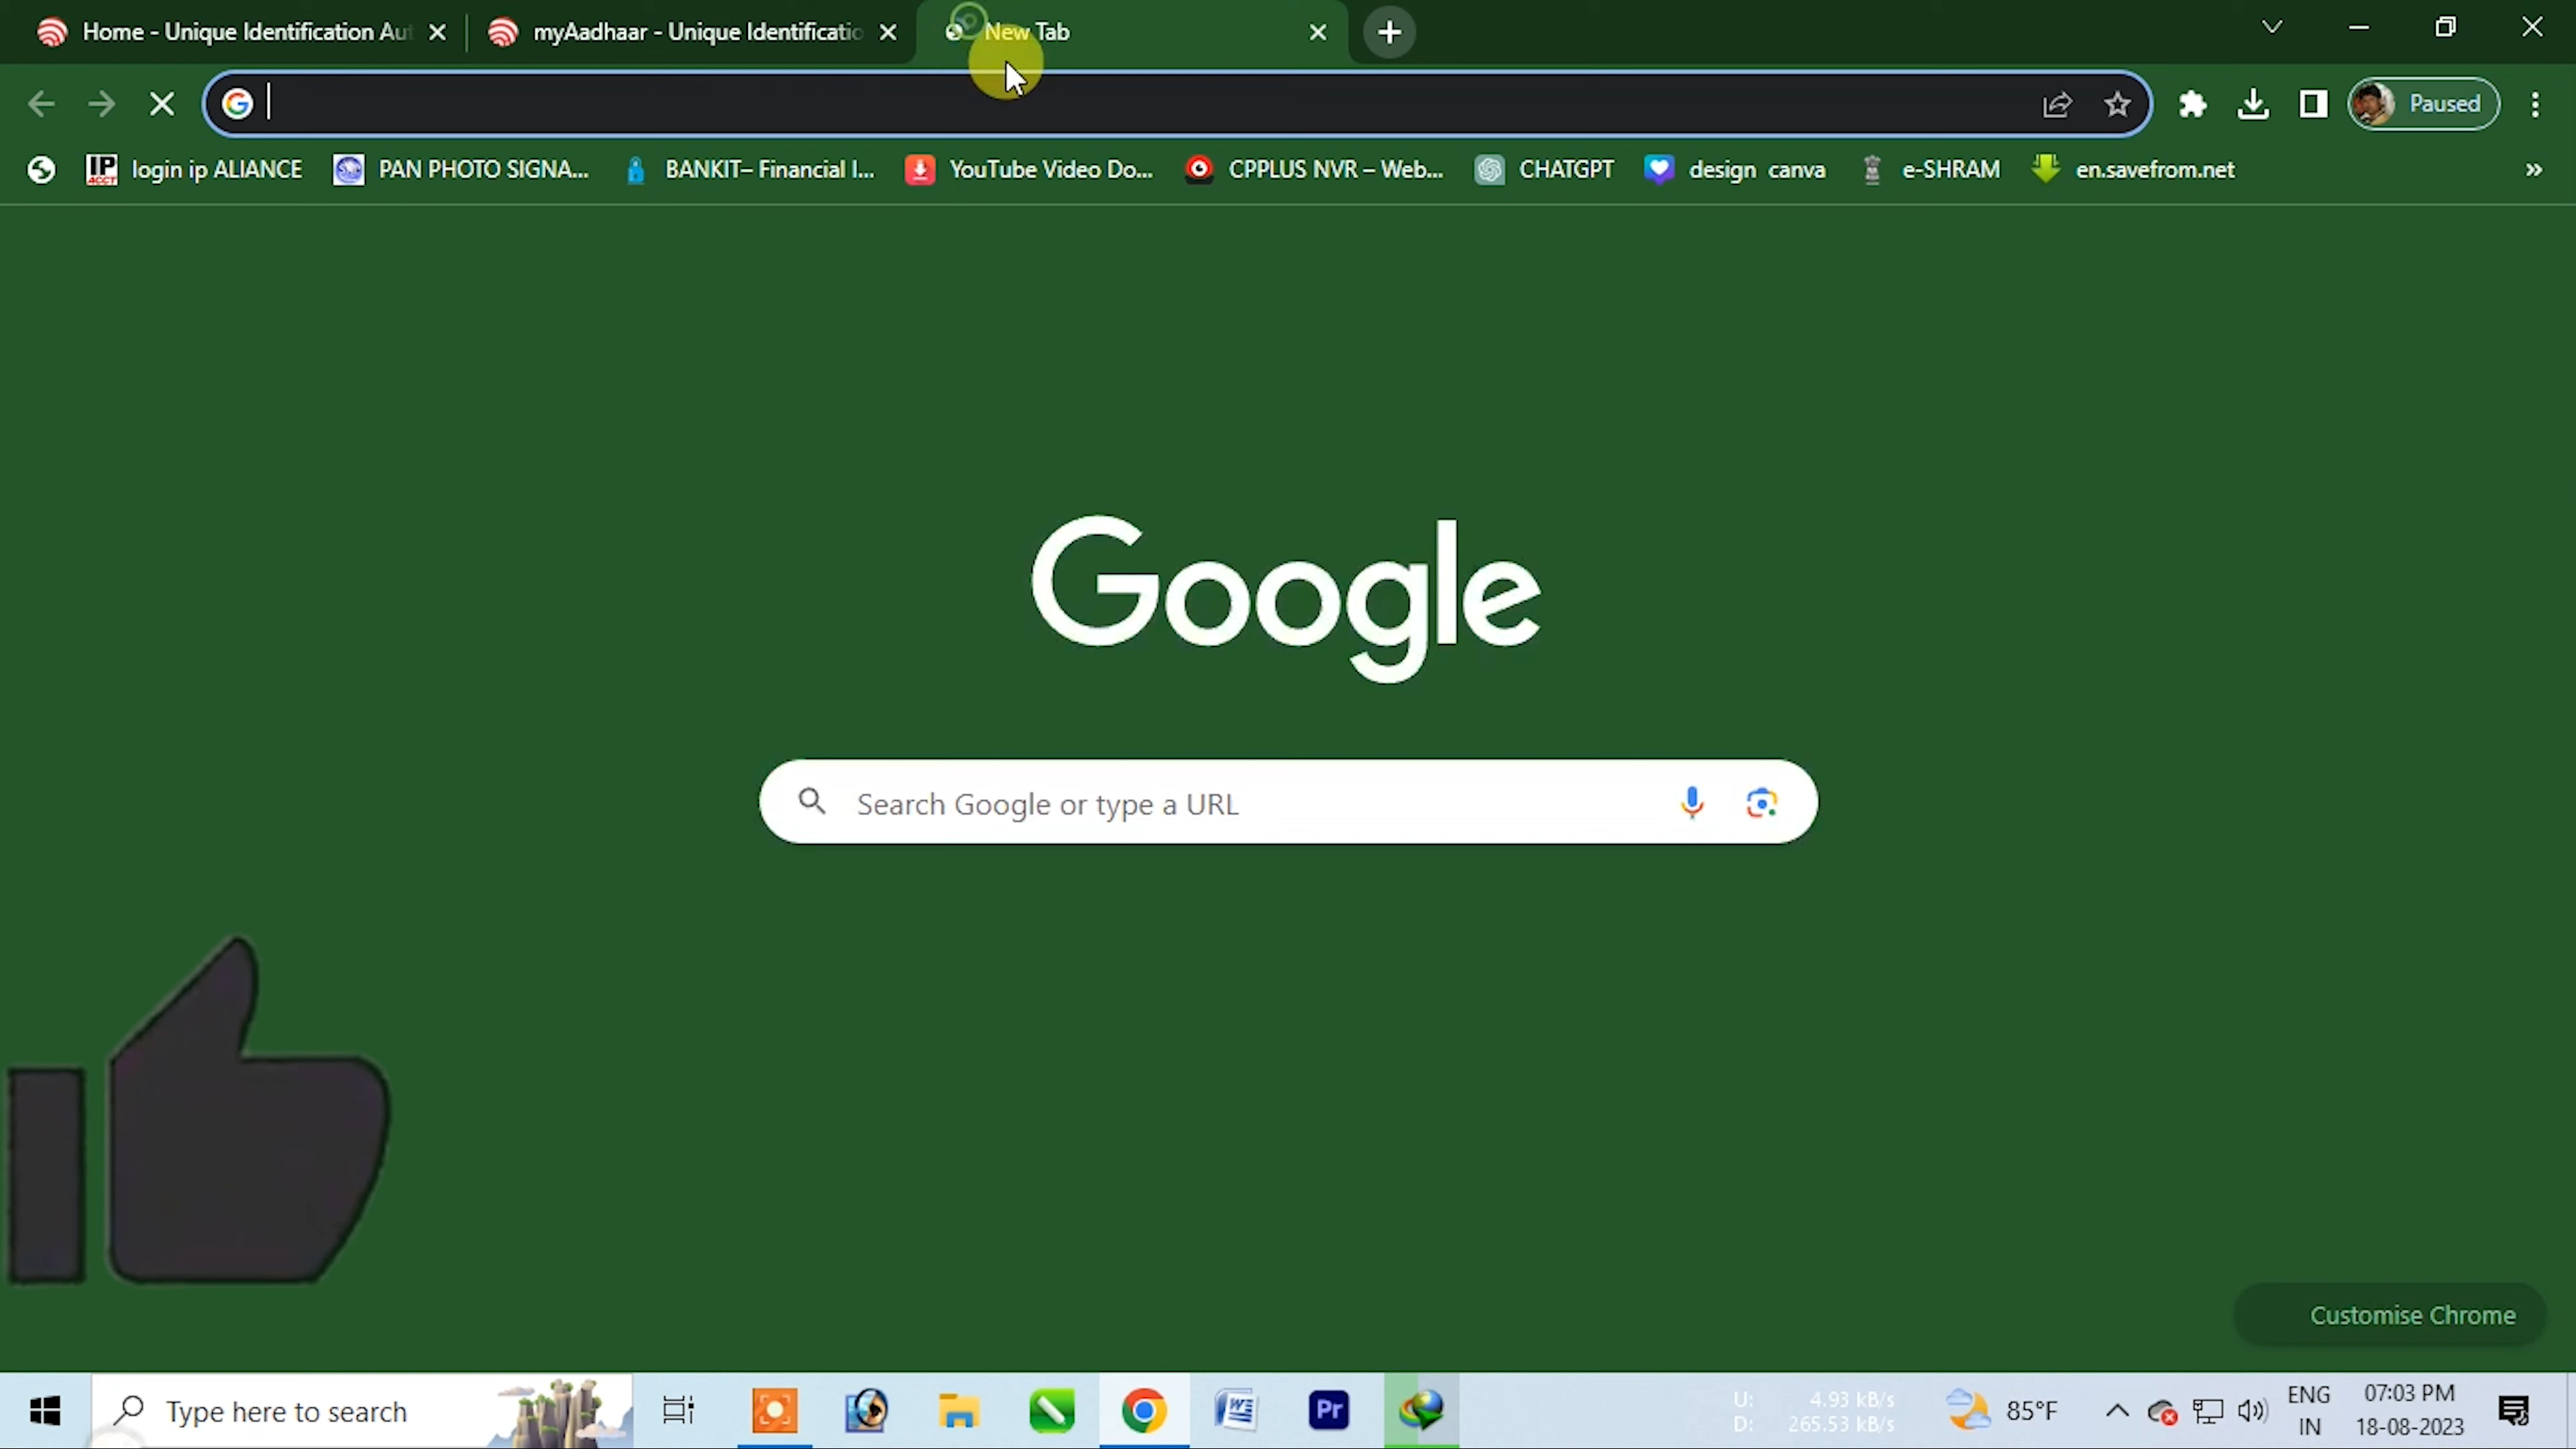 Home - Unique Identification Aut
myAadhaar - Unique Identificatio
New Tab
Paused
login ip ALIANCE
PAN PHOTO SIGNA...
BANKIT– Financial I...
YouTube Video Do...
CPPLUS NVR – Web...
CHATGPT
design canva
e-SHRAM
en.savefrom.net
»
Google
Search Google or type a URL
Customise Chrome
Type here to search
Pr
U: 4.93 kB/s
D: 265.53 kB/s
85°F
ENG
IN
07:03 PM
18-08-2023